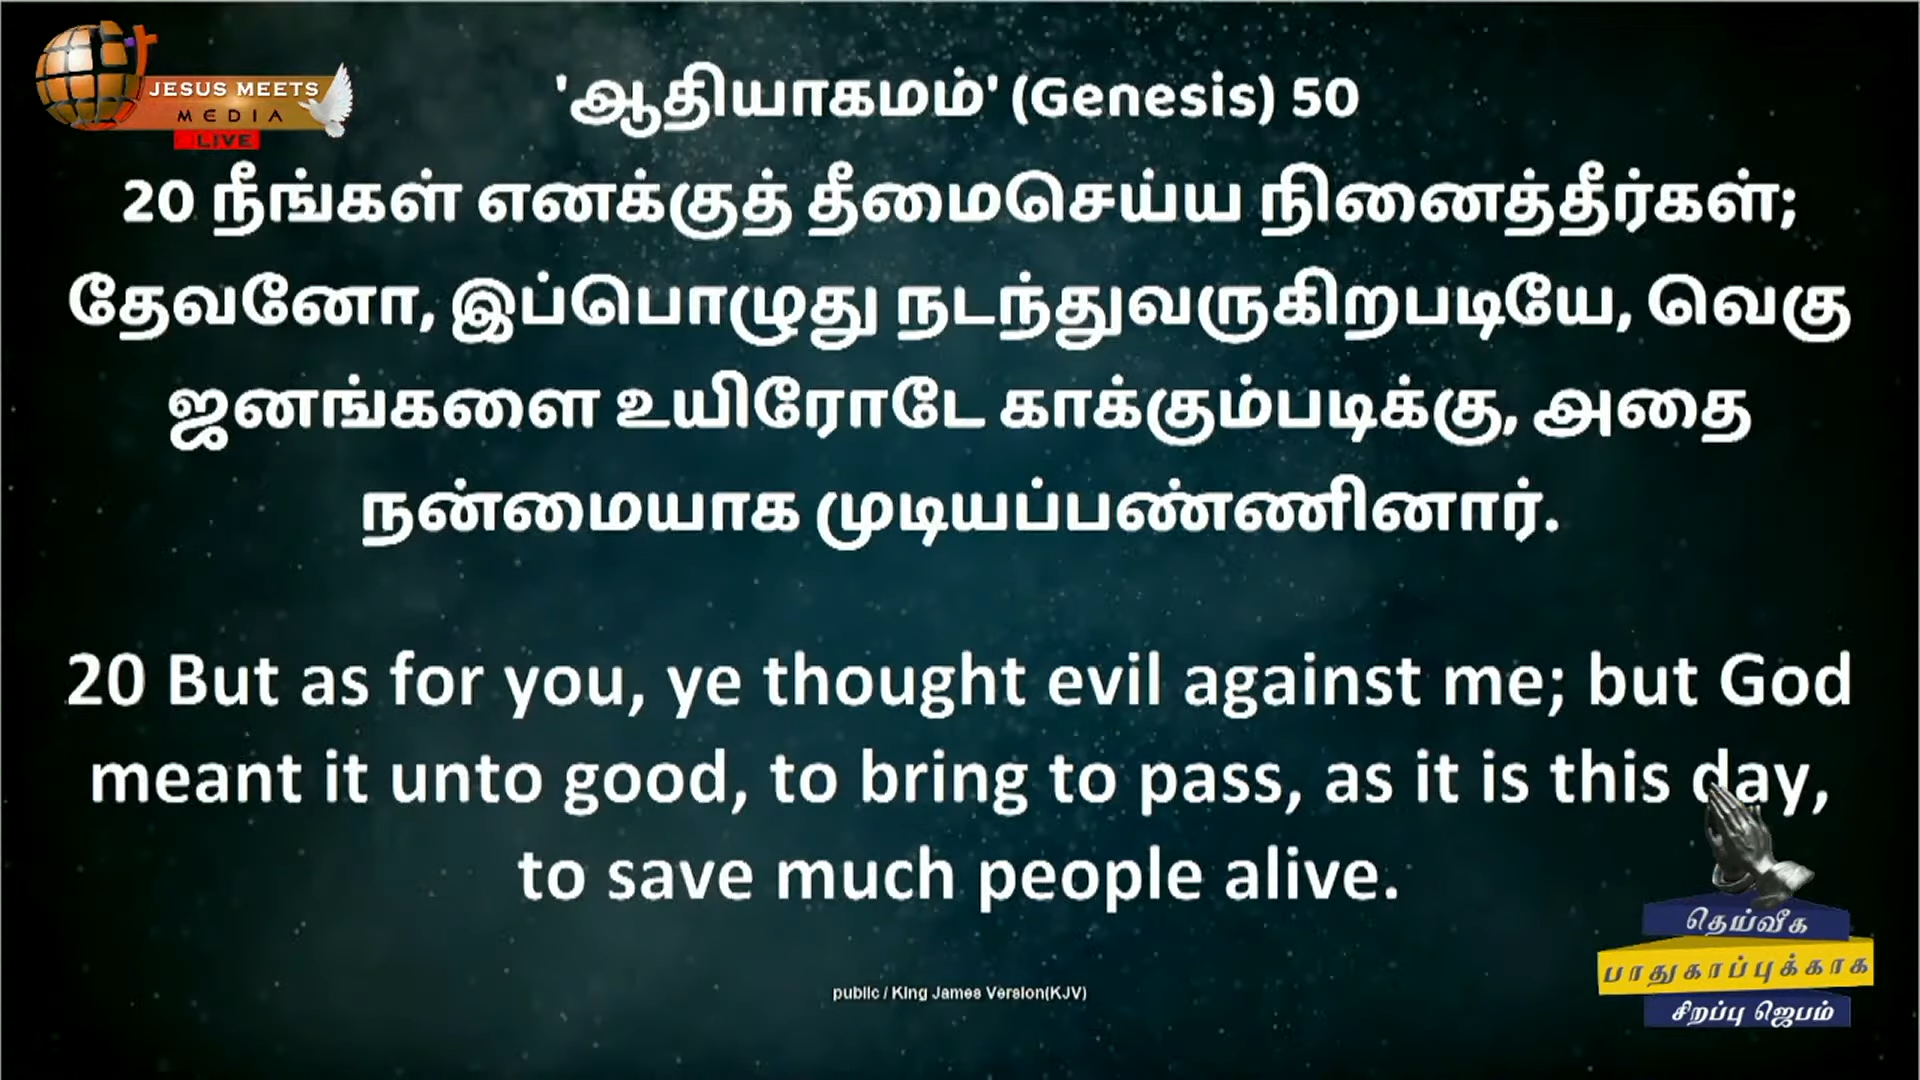 JESUS MEETS
MEDIA
LIVE
'ஆதியாகமம்' (Genesis) 50
20 நீங்கள் எனக்குத் தீமைசெய்ய நினைத்தீர்கள்;
தேவனோ, இப்பொழுது நடந்துவருகிறபடியே, வெகு
ஜனங்களை உயிரோடே காக்கும்படிக்கு, அதை
நன்மையாக முடியப்பண்ணினார்.
20 But as for you, ye thought evil against me; but God
meant it unto good, to bring to pass, as it is this day,
to save much people alive.
public / King James Version(KJV)
தெய்வீக
பாதுகாப்புக்காக
சிறப்பு ஜெபம்